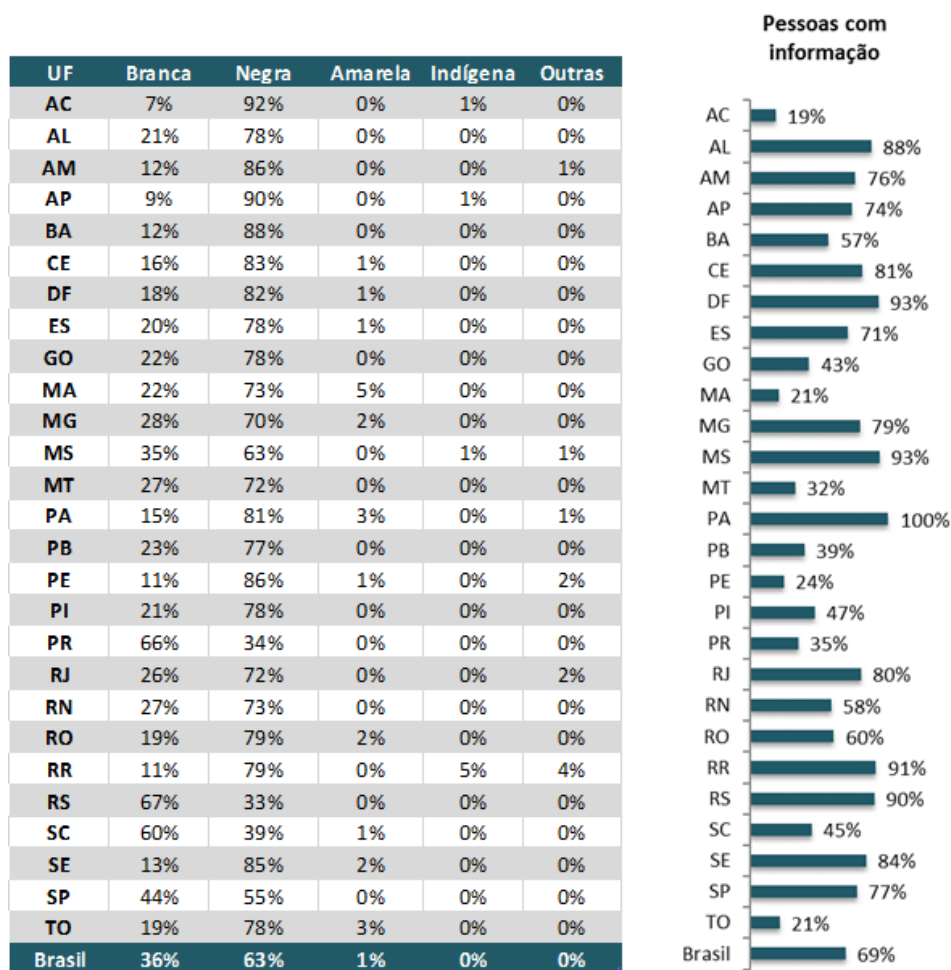 Pessoas com
informação
UF Branca Negra Amarela Indígena Outras
AC 7% 92% 0% 1% 0%
AL 21% 78% 0% 0% 0%
AM 12% 86% 0% 0% 1%
AP 9% 90% 0% 1% 0%
BA 12% 88% 0% 0% 0%
CE 16% 83% 1% 0% 0%
DF 18% 82% 1% 0% 0%
ES 20% 78% 1% 0% 0%
GO 22% 78% 0% 0% 0%
MA 22% 73% 5% 0% 0%
MG 28% 70% 2% 0% 0%
MS 35% 63% 0% 1% 1%
MT 27% 72% 0% 0% 0%
PA 15% 81% 3% 0% 1%
PB 23% 77% 0% 0% 0%
PE 11% 86% 1% 0% 2%
PI 21% 78% 0% 0% 0%
PR 66% 34% 0% 0% 0%
RJ 26% 72% 0% 0% 2%
RN 27% 73% 0% 0% 0%
RO 19% 79% 2% 0% 0%
RR 11% 79% 0% 5% 4%
RS 67% 33% 0% 0% 0%
SC 60% 39% 1% 0% 0%
SE 13% 85% 2% 0% 0%
SP 44% 55% 0% 0% 0%
TO 19% 78% 3% 0% 0%
Brasil 36% 63% 1% 0% 0%
AC 19%
AL 88%
AM 76%
AP 74%
BA 57%
CE 81%
DF 93%
ES 71%
GO 43%
MA 21%
MG 79%
MS 93%
MT 32%
PA 100%
PB 39%
PE 24%
PI 47%
PR 35%
RJ 80%
RN 58%
RO 60%
RR 91%
RS 90%
SC 45%
SE 84%
SP 77%
TO 21%
Brasil 69%